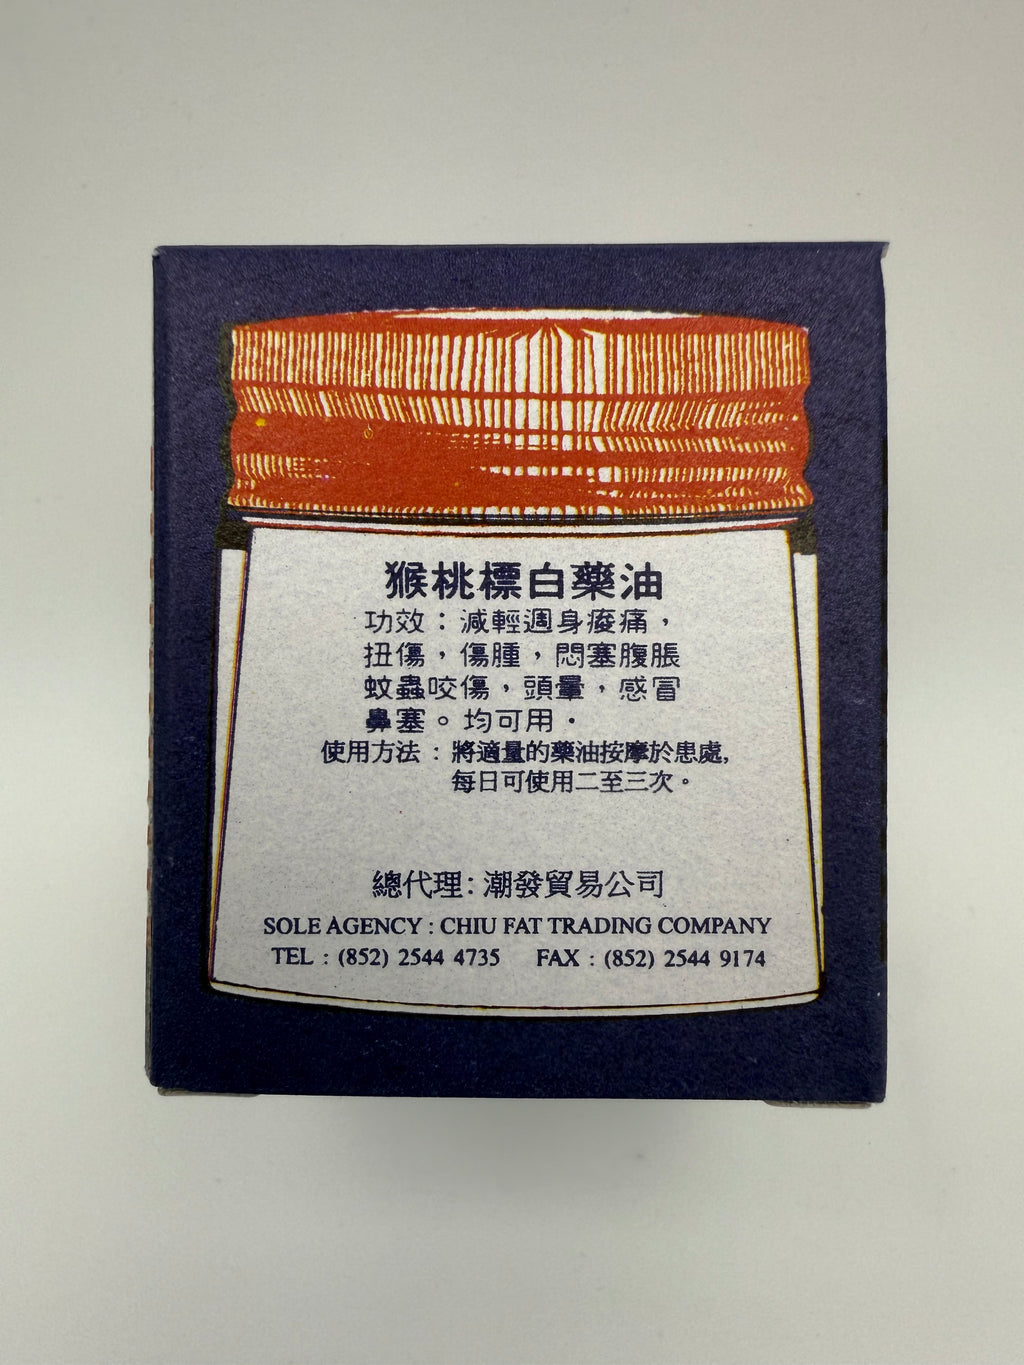 猴桃標白藥油
功效：減輕週身痠痛，
扭傷，傷腫，悶塞腹脹
蚊蟲咬傷，頭暈，感冒
鼻塞。均可用．
使用方法：將適量的藥油按摩於患處,
每日可使用二至三次。
總代理: 潮發貿易公司
SOLE AGENCY : CHIU FAT TRADING COMPANY
TEL : (852) 2544 4735 FAX : (852) 2544 9174